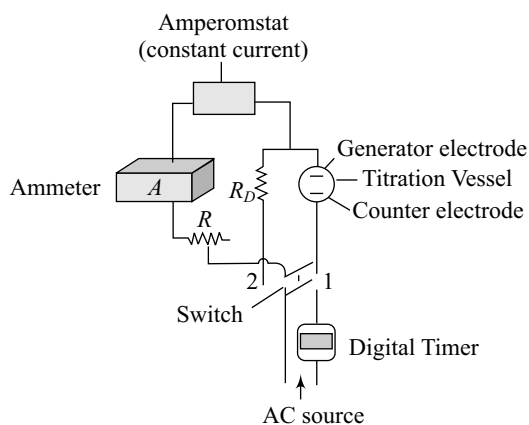 Amperomstat
(constant current)
Generator electrode
Titration Vessel
Counter electrode
Ammeter
A
R_D
R
2
1
Switch
Digital Timer
AC source